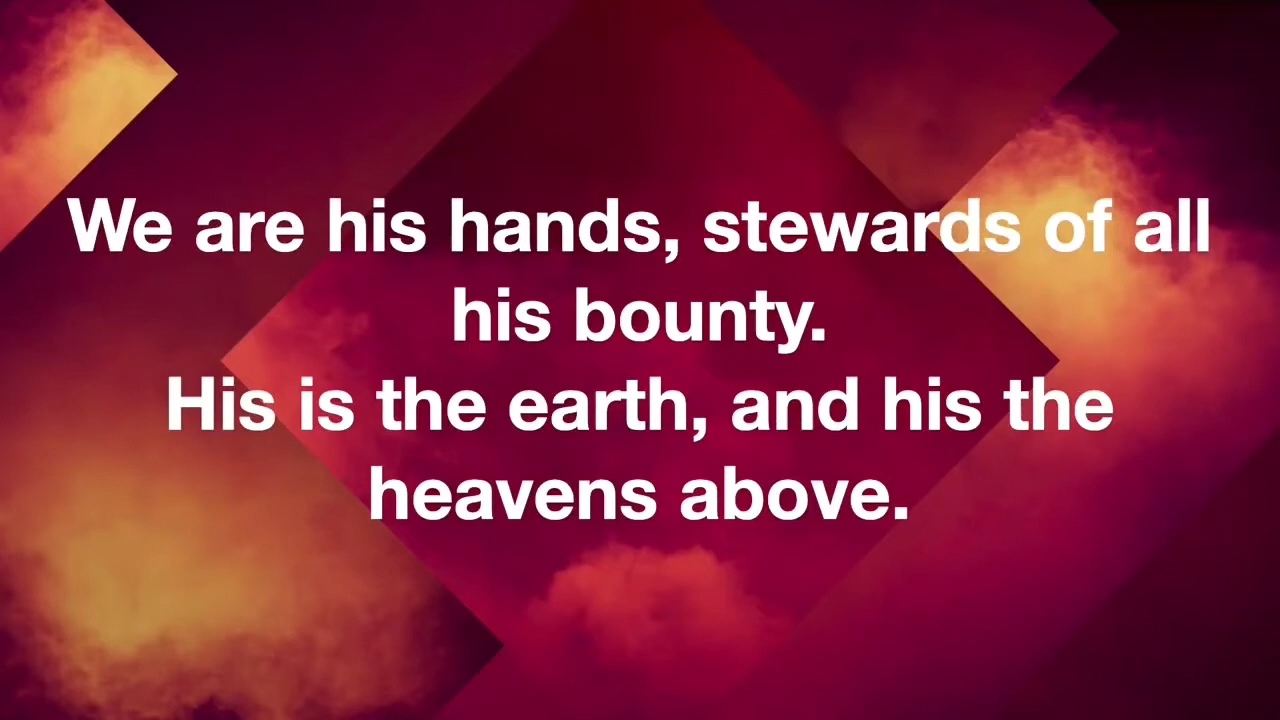 We are his hands, stewards of all
his bounty.
His is the earth, and his the
heavens above.